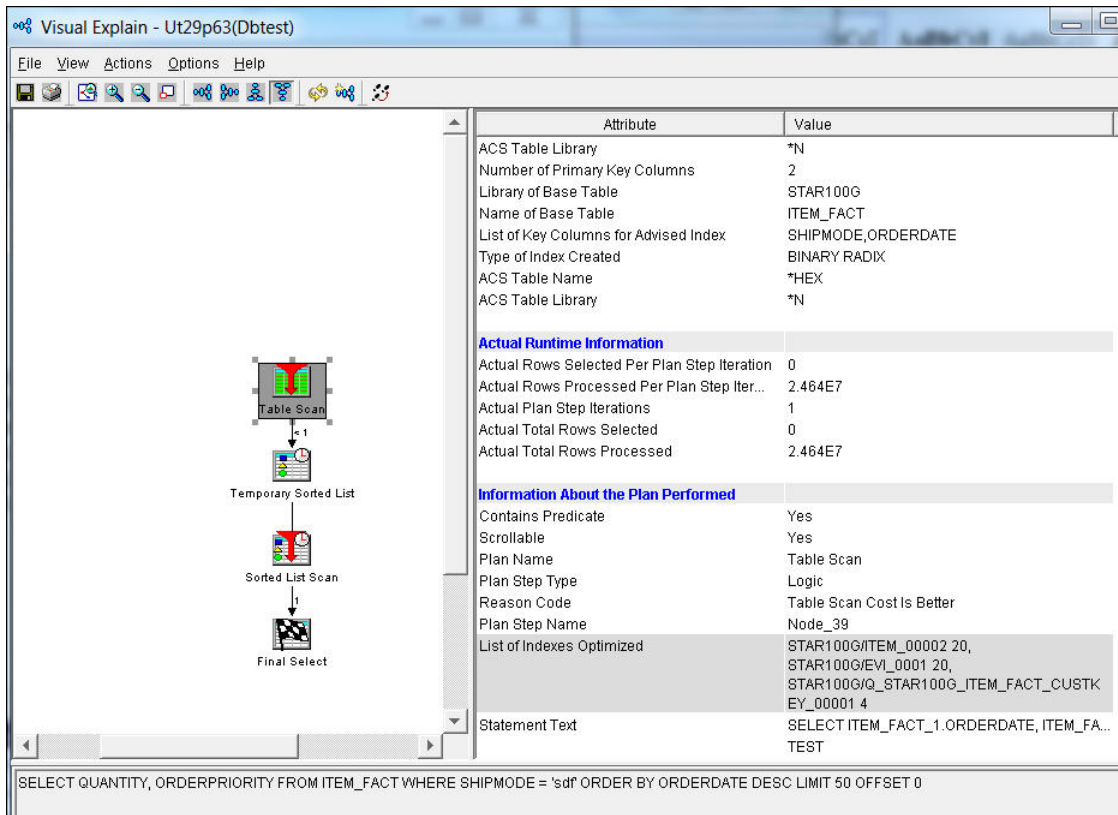 Visual Explain - Ut29p63(Dbtest)
File View Actions Options Help
Attribute Value
ACS Table Library *N
Number of Primary Key Columns 2
Library of Base Table STAR100G
Name of Base Table ITEM_FACT
List of Key Columns for Advised Index SHIPMODE,ORDERDATE
Type of Index Created BINARY RADIX
ACS Table Name *HEX
ACS Table Library *N
Actual Runtime Information
Actual Rows Selected Per Plan Step Iteration 0
Actual Rows Processed Per Plan Step Iter... 2.464E7
Actual Plan Step Iterations 1
Actual Total Rows Selected 0
Actual Total Rows Processed 2.464E7
Information About the Plan Performed
Contains Predicate Yes
Scrollable Yes
Plan Name Table Scan
Plan Step Type Logic
Reason Code Table Scan Cost Is Better
Plan Step Name Node_39
List of Indexes Optimized STAR100G/ITEM_00002 20,
STAR100G/EVI_0001 20,
STAR100G/Q_STAR100G_ITEM_FACT_CUSTK
EY_00001 4
Statement Text SELECT ITEM_FACT_1.ORDERDATE, ITEM_FA...
TEST
Table Scan
< 1
Temporary Sorted List
Sorted List Scan
1
Final Select
SELECT QUANTITY, ORDERPRIORITY FROM ITEM_FACT WHERE SHIPMODE = 'sdf' ORDER BY ORDERDATE DESC LIMIT 50 OFFSET 0